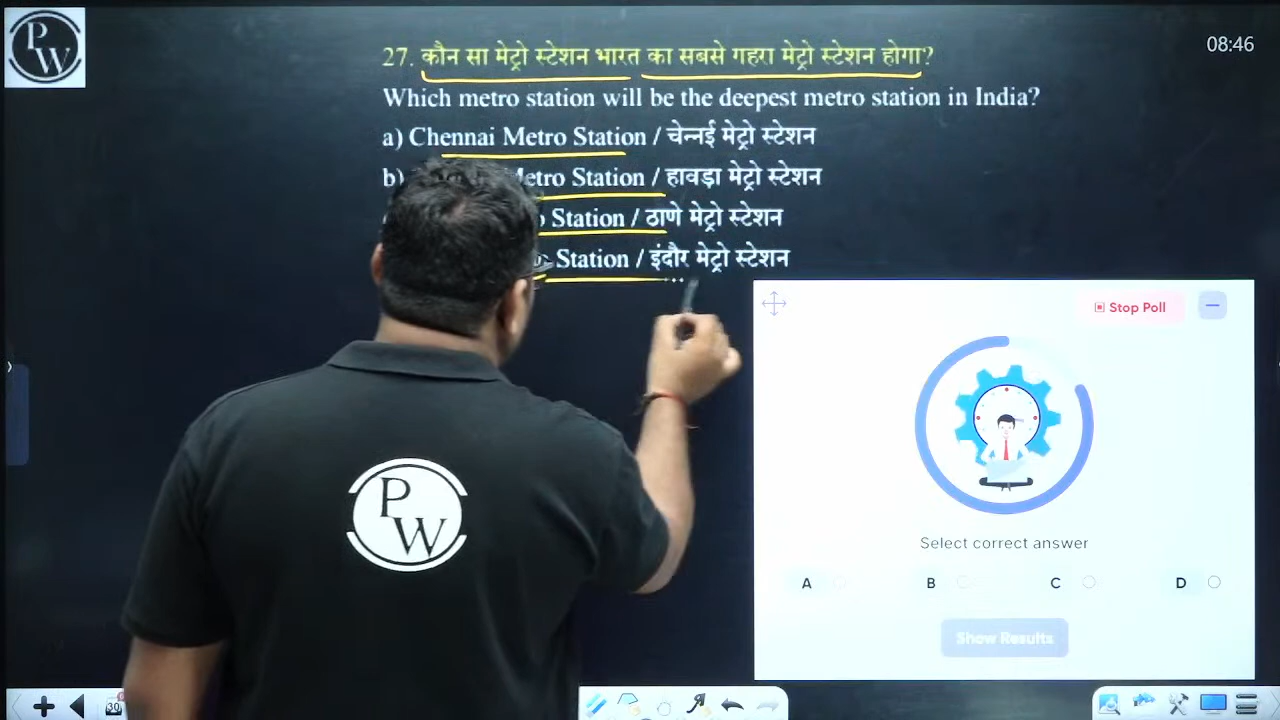 PW
08:46
27. कौन सा मेट्रो स्टेशन भारत का सबसे गहरा मेट्रो स्टेशन होगा?
Which metro station will be the deepest metro station in India?
a) Chennai Metro Station / चेन्नई मेट्रो स्टेशन
b) Metro Station / हावड़ा मेट्रो स्टेशन
Station / ठाणे मेट्रो स्टेशन
Station / इंदौर मेट्रो स्टेशन
Stop Poll
PW
Select correct answer
A B C D
Show Results
30